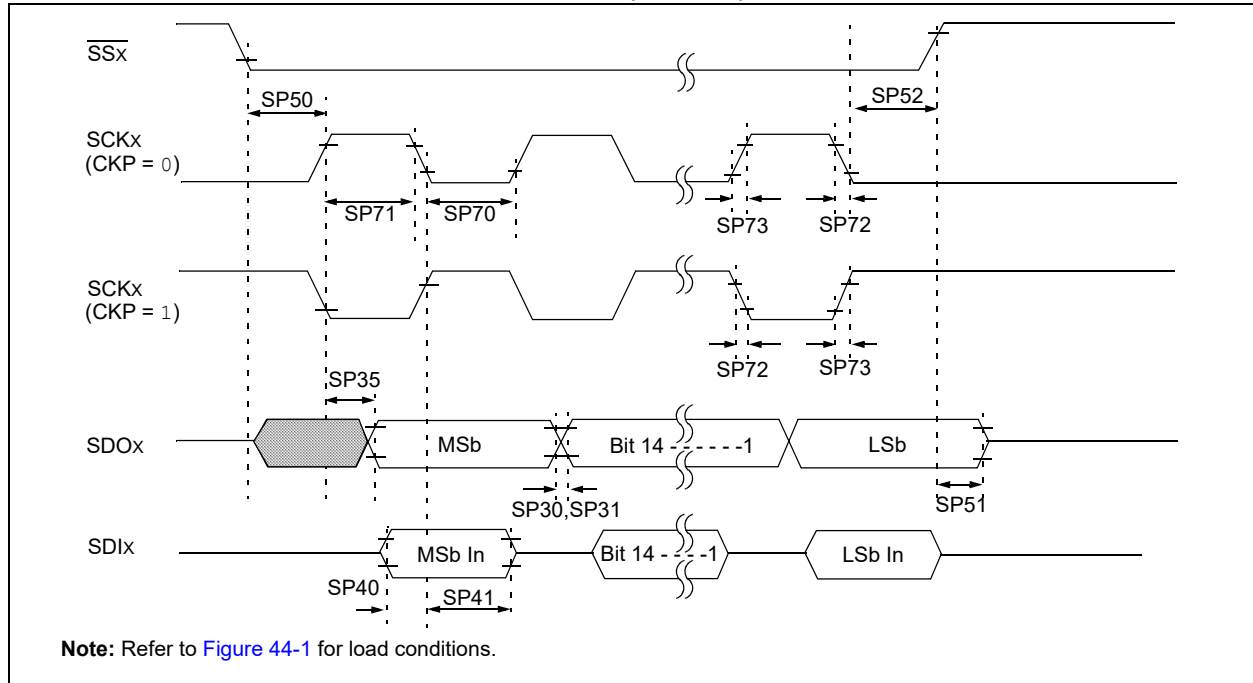 SSX
SP50
SP52
SCKX
(CKP = 0)
SP71
SP70
SP73
SP72
SCKX
(CKP = 1)
SP72
SP73
SP35
SDOX
MSb
Bit 14 - - - - - -1
LSb
SP30,SP31
SP51
SDIX
MSb In
Bit 14 - - - -1
LSb In
SP40
SP41
Note: Refer to Figure 44-1 for load conditions.